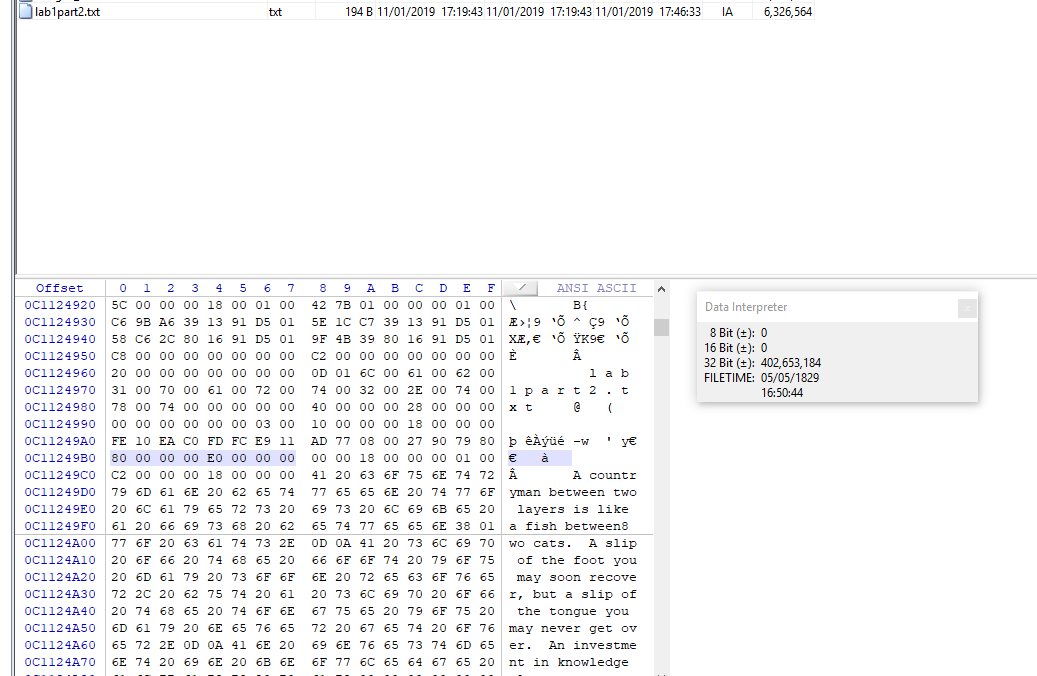 lab1part2.txt txt 194 B 11/01/2019 17:19:43 11/01/2019 17:19:43 11/01/2019 17:46:33 IA 6,326,564
Offset 0 1 2 3 4 5 6 7 8 9 A B C D E F ANSI ASCII
0C1124920 5C 00 00 00 18 00 01 00 42 7B 01 00 00 00 01 00 \ B{
0C1124930 C6 9B A6 39 13 91 D5 01 5E 1C C7 39 13 91 D5 01 Æ›¦9 ‘Õ ^ Ç9 ‘Õ
0C1124940 58 C6 2C 80 16 91 D5 01 9F 4B 39 80 16 91 D5 01 XÆ,€ ‘Õ ŸK9€ ‘Õ
0C1124950 C8 00 00 00 00 00 00 00 C2 00 00 00 00 00 00 00 È Â
0C1124960 20 00 00 00 00 00 00 00 0D 01 6C 00 61 00 62 00 l a b
0C1124970 31 00 70 00 61 00 72 00 74 00 32 00 2E 00 74 00 1 p a r t 2 . t
0C1124980 78 00 74 00 00 00 00 00 40 00 00 00 28 00 00 00 x t @ (
0C1124990 00 00 00 00 00 00 03 00 10 00 00 00 18 00 00 00
0C11249A0 FE 10 EA C0 FD FC E9 11 AD 77 08 00 27 90 79 80 þ êÀýüé -w ' y€
0C11249B0 80 00 00 00 E0 00 00 00 00 00 18 00 00 00 01 00 € à
0C11249C0 C2 00 00 00 18 00 00 00 41 20 63 6F 75 6E 74 72 Â A countr
0C11249D0 79 6D 61 6E 20 62 65 74 77 65 65 6E 20 74 77 6F yman between two
0C11249E0 20 6C 61 79 65 72 73 20 69 73 20 6C 69 6B 65 20 layers is like
0C11249F0 61 20 66 69 73 68 20 62 65 74 77 65 65 6E 38 01 a fish between8
0C1124A00 77 6F 20 63 61 74 73 2E 0D 0A 41 20 73 6C 69 70 wo cats. A slip
0C1124A10 20 6F 66 20 74 68 65 20 66 6F 6F 74 20 79 6F 75 of the foot you
0C1124A20 20 6D 61 79 20 73 6F 6F 6E 20 72 65 63 6F 76 65 may soon recove
0C1124A30 72 2C 20 62 75 74 20 61 20 73 6C 69 70 20 6F 66 r, but a slip of
0C1124A40 20 74 68 65 20 74 6F 6E 67 75 65 20 79 6F 75 20 the tongue you
0C1124A50 6D 61 79 20 6E 65 76 65 72 20 67 65 74 20 6F 76 may never get ov
0C1124A60 65 72 2E 0D 0A 41 6E 20 69 6E 76 65 73 74 6D 65 er. An investme
0C1124A70 6E 74 20 69 6E 20 6B 6E 6F 77 6C 65 64 67 65 20 nt in knowledge
Data Interpreter
8 Bit (±): 0
16 Bit (±): 0
32 Bit (±): 402,653,184
FILETIME: 05/05/1829
16:50:44